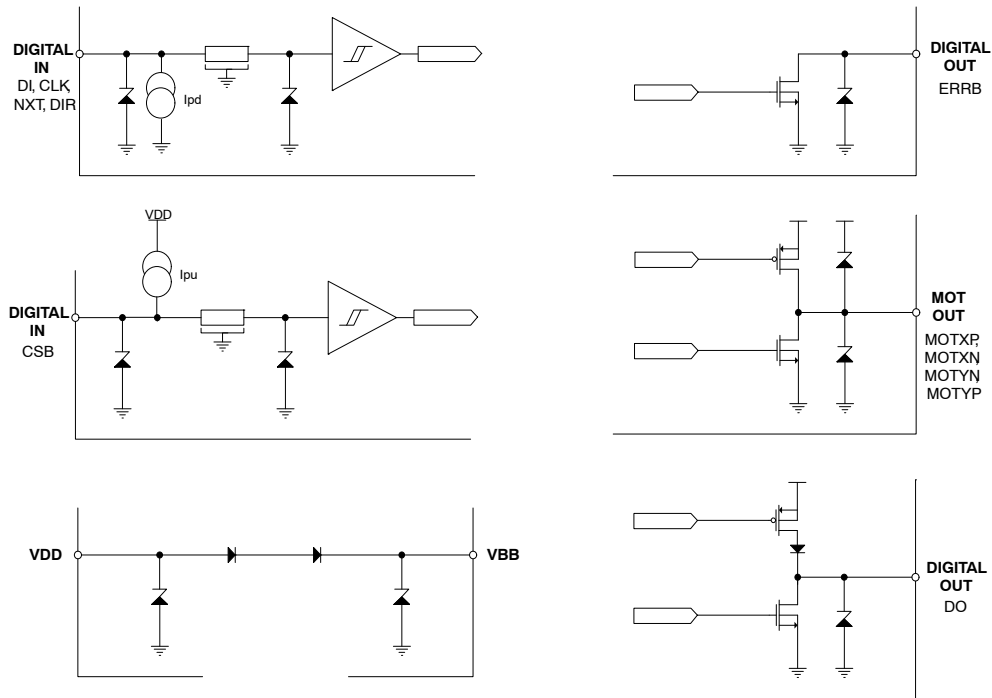 DIGITAL
IN
DI, CLK,
NXT, DIR
Ipd
DIGITAL
OUT
ERRB
VDD
Ipu
DIGITAL
IN
CSB
MOT
OUT
MOTXP,
MOTXN,
MOTYN,
MOTYP
VDD
VBB
DIGITAL
OUT
DO